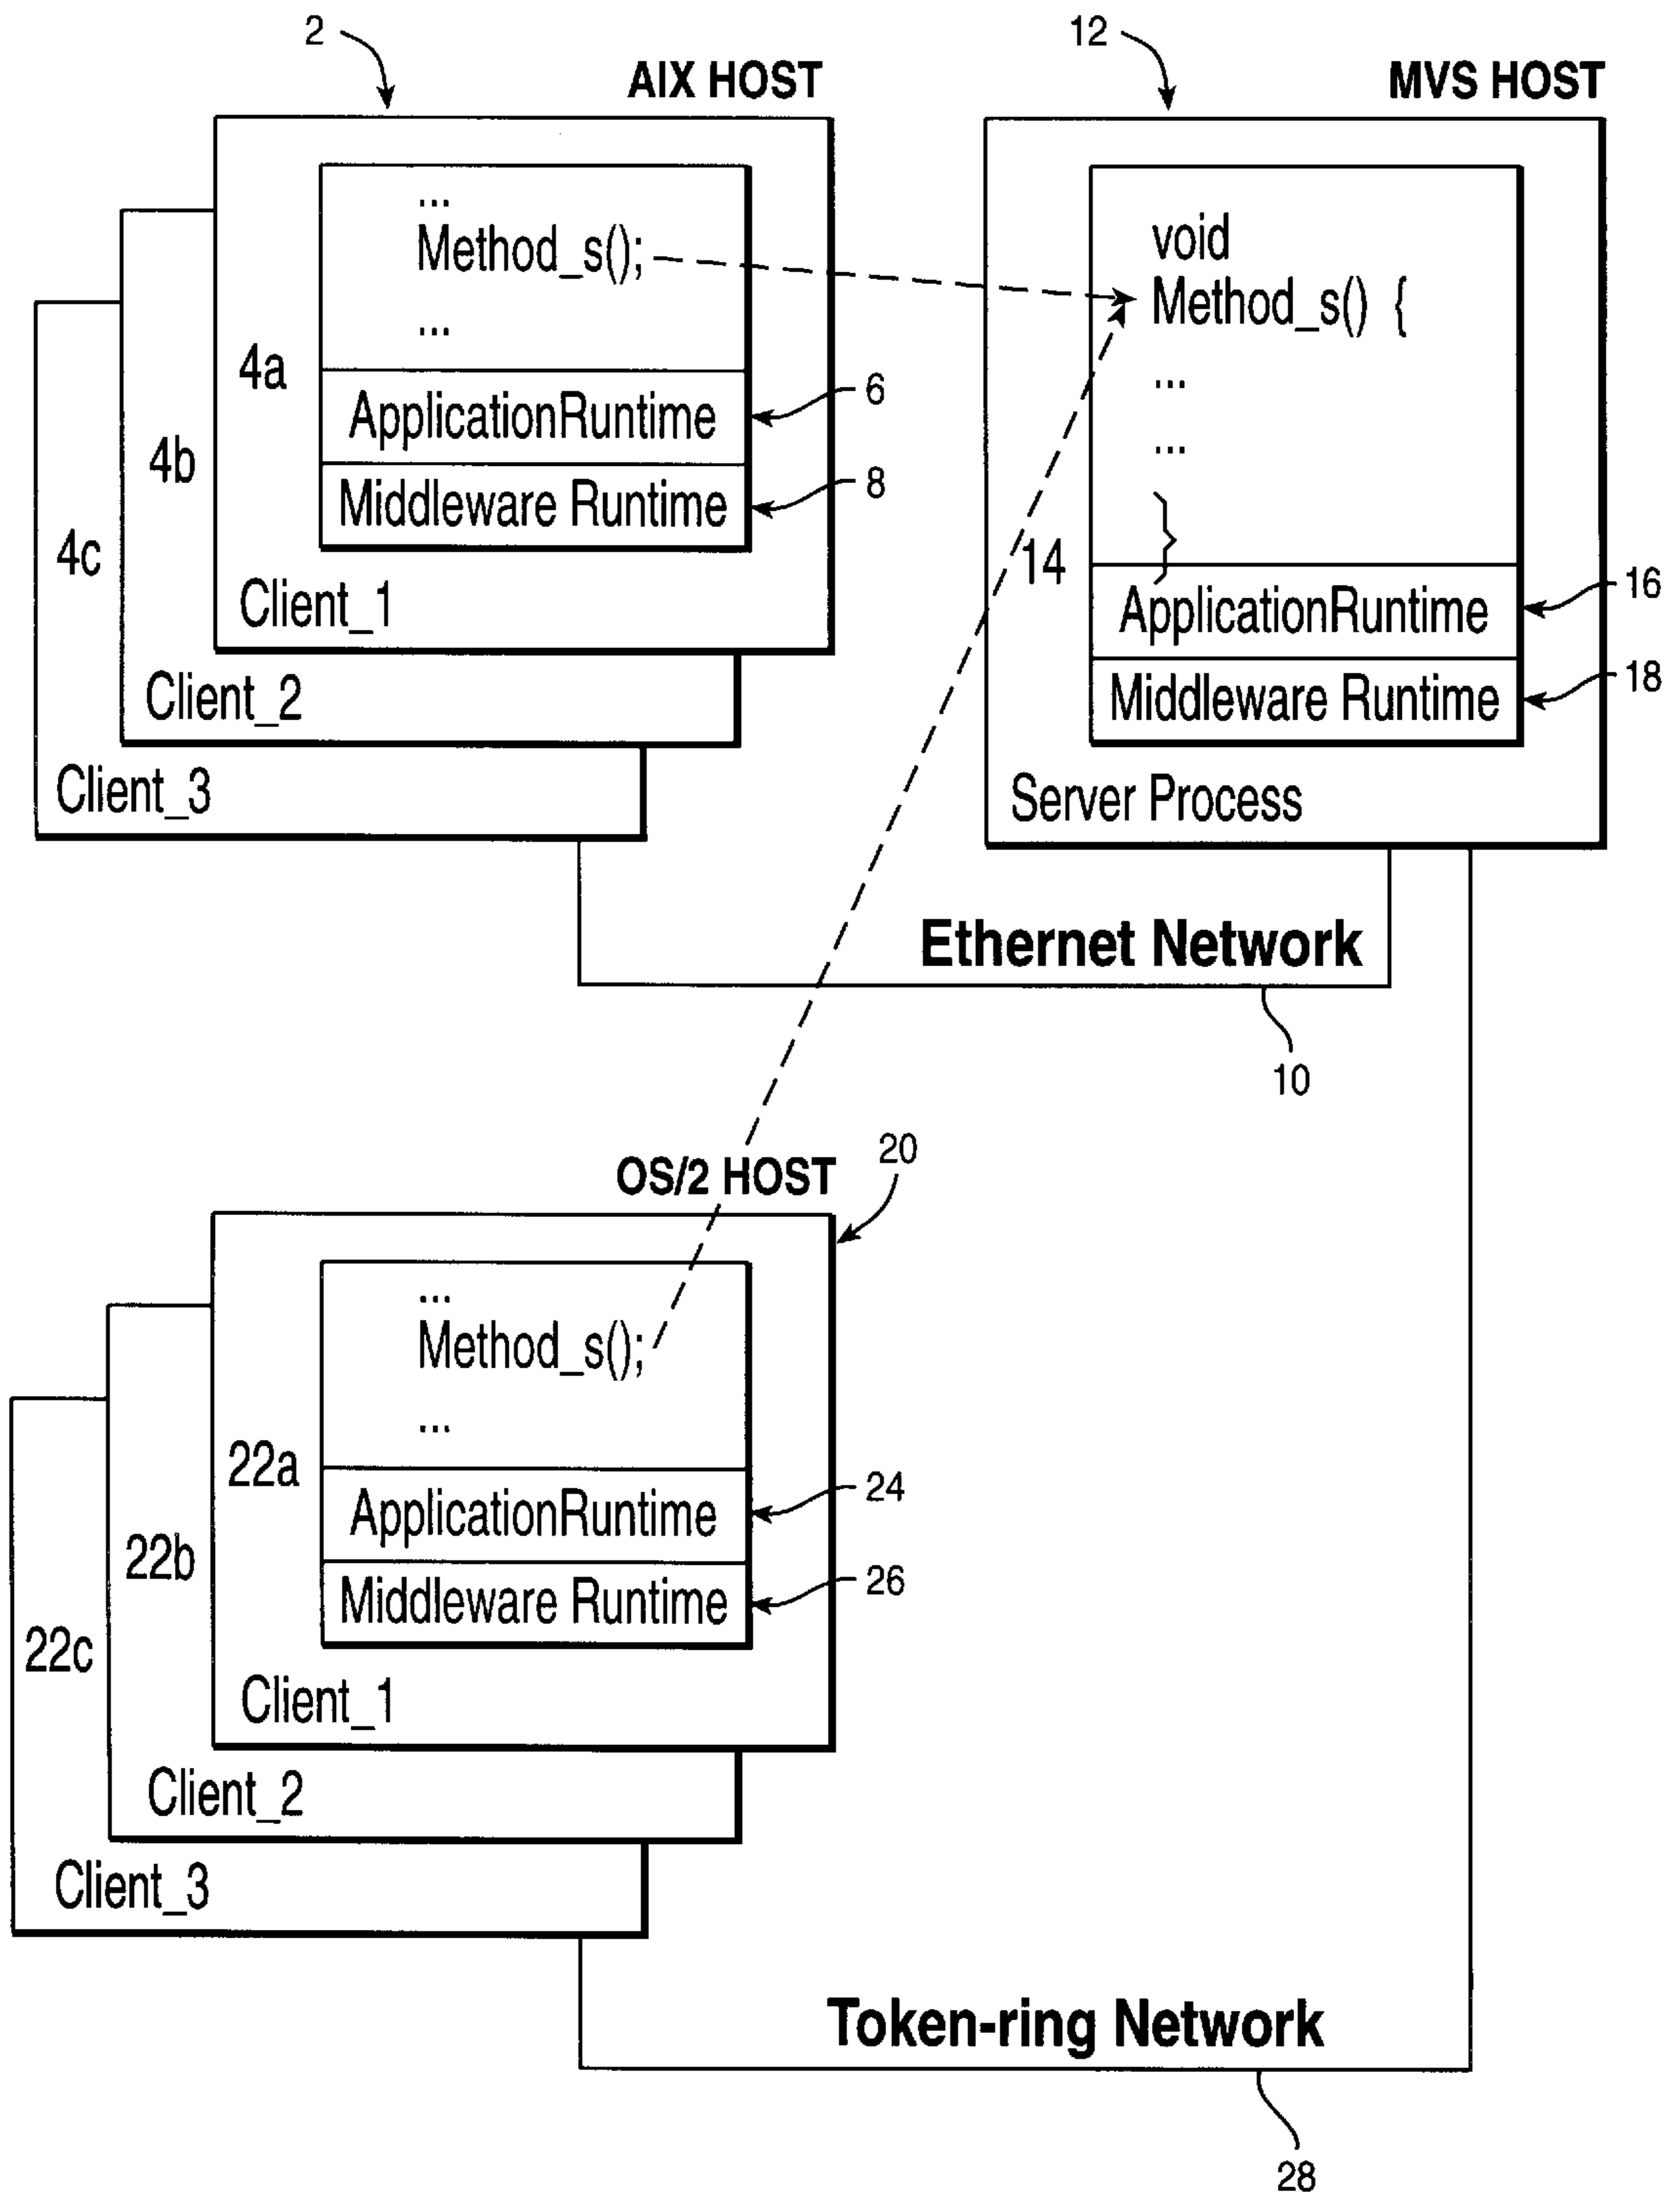 2
AIX HOST
...
Method_s();
...
4a
ApplicationRuntime
6
Middleware Runtime
8
Client_1
4b
Client_2
4c
Client_3
12
MVS HOST
void
Method_s() {
...
...
}
14
ApplicationRuntime
16
Middleware Runtime
18
Server Process
Ethernet Network
10
OS/2 HOST
20
...
Method_s();
...
22a
ApplicationRuntime
24
Middleware Runtime
26
Client_1
22b
Client_2
22c
Client_3
Token-ring Network
28